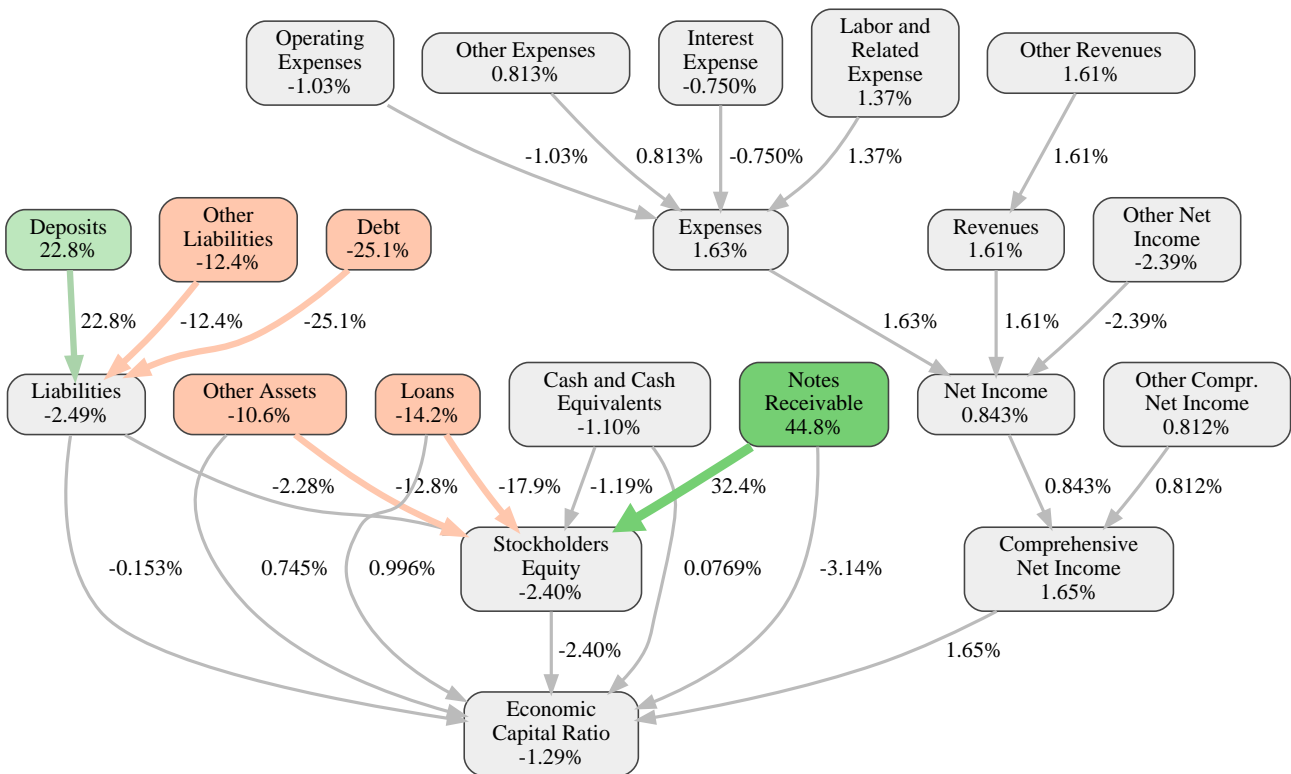 Operating
Expenses
-1.03%
Other Expenses
0.813%
Interest
Expense
-0.750%
Labor and
Related
Expense
1.37%
Other Revenues
1.61%
-1.03%
0.813%
-0.750%
1.37%
1.61%
Deposits
22.8%
Other
Liabilities
-12.4%
Debt
-25.1%
Expenses
1.63%
Revenues
1.61%
Other Net
Income
-2.39%
22.8%
-12.4%
-25.1%
1.63%
1.61%
-2.39%
Liabilities
-2.49%
Other Assets
-10.6%
Loans
-14.2%
Cash and Cash
Equivalents
-1.10%
Notes
Receivable
44.8%
Net Income
0.843%
Other Compr.
Net Income
0.812%
-2.28%
-12.8%
-17.9%
-1.19%
32.4%
0.843%
0.812%
-0.153%
0.745%
0.996%
Stockholders
Equity
-2.40%
0.0769%
-3.14%
Comprehensive
Net Income
1.65%
-2.40%
1.65%
Economic
Capital Ratio
-1.29%